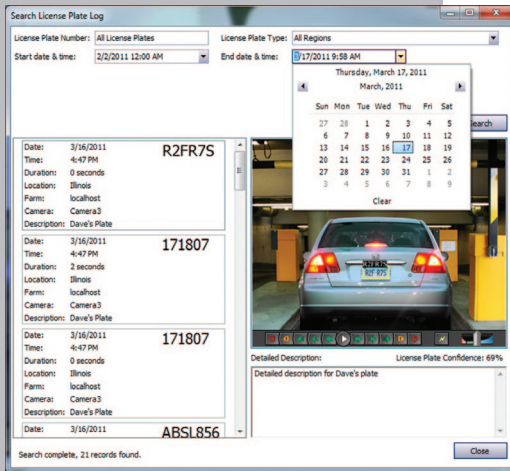 Search License Plate Log
License Plate Number: All License Plates License Plate Type: All Regions
Start date & time: 2/2/2011 12:00 AM End date & time: 3/17/2011 9:58 AM
Thursday, March 17, 2011
March, 2011
Sun Mon Tue Wed Thu Fri Sat
27 28 1 2 3 4 5
6 7 8 9 10 11 12
13 14 15 16 17 18 19
20 21 22 23 24 25 26
27 28 29 30 31 1 2
3 4 5 6 7 8 9
Clear
Search
Date: 3/16/2011 R2FR7S
Time: 4:47 PM
Duration: 0 seconds
Location: Illinois
Farm: localhost
Camera: Camera3
Description: Dave's Plate
Date: 3/16/2011 171807
Time: 4:47 PM
Duration: 2 seconds
Location: Illinois
Farm: localhost
Camera: Camera3
Description: Dave's Plate
Date: 3/16/2011 171807
Time: 4:47 PM
Duration: 0 seconds
Location: Illinois
Farm: localhost
Camera: Camera3
Description: Dave's Plate
Date: 3/16/2011 ABSL856
R2FR7S
R2F R7S
Detailed Description: License Plate Confidence: 69%
Detailed description for Dave's plate
Search complete, 21 records found.
Close